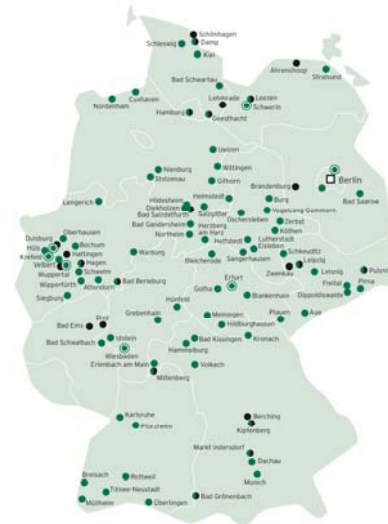 Schönhagen
Schleswig
Damp
Kiel
Ahrenshoop
Stralsund
Bad Schwartau
Cuxhaven
Nordenham
Lehmrade
Leezen
Schwerin
Hamburg
Geesthacht
Uelzen
Nienburg
Stolzenau
Wittingen
Gifhorn
Brandenburg
Berlin
Bad Saarow
Lengerich
Hildesheim
Diekholzen
Bad Salzdetfurth
Helmstedt
Salzgitter
Burg
Vogelsang-Gommern
Oschersleben
Zerbst
Köthen
Bad Gandersheim
Northeim
Herzberg
am Harz
Hettstedt
Lutherstadt
Eisleben
Oberhausen
Duisburg
Hüls
Krefeld
Bochum
Hattingen
Velbert
Hagen
Wuppertal
Schwelm
Wipperfürth
Attendorn
Siegburg
Bad Berleburg
Warburg
Bleicherode
Sangerhausen
Schkeuditz
Leipzig
Zwenkau
Leisnig
Pulsnitz
Freital
Pirna
Dippoldiswalde
Erfurt
Gotha
Blankenhain
Hünfeld
Grebenhain
Meiningen
Hildburghausen
Plauen
Aue
Bad Ems
Diez
Bad Schwalbach
Idstein
Wiesbaden
Erlenbach am Main
Hammelburg
Bad Kissingen
Kronach
Miltenberg
Volkach
Karlsruhe
Pforzheim
Berching
Kipfenberg
Markt Indersdorf
Dachau
Munich
Breisach
Rottweil
Titisee-Neustadt
Müllheim
Überlingen
Bad Grönenbach